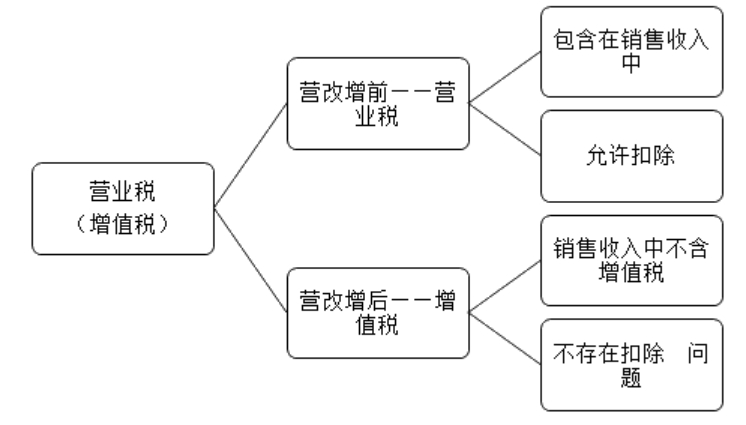 营业税
（增值税）
营改增前——营
业税
包含在销售收入
中
允许扣除
营改增后——增
值税
销售收入中不含
增值税
不存在扣除　问
题